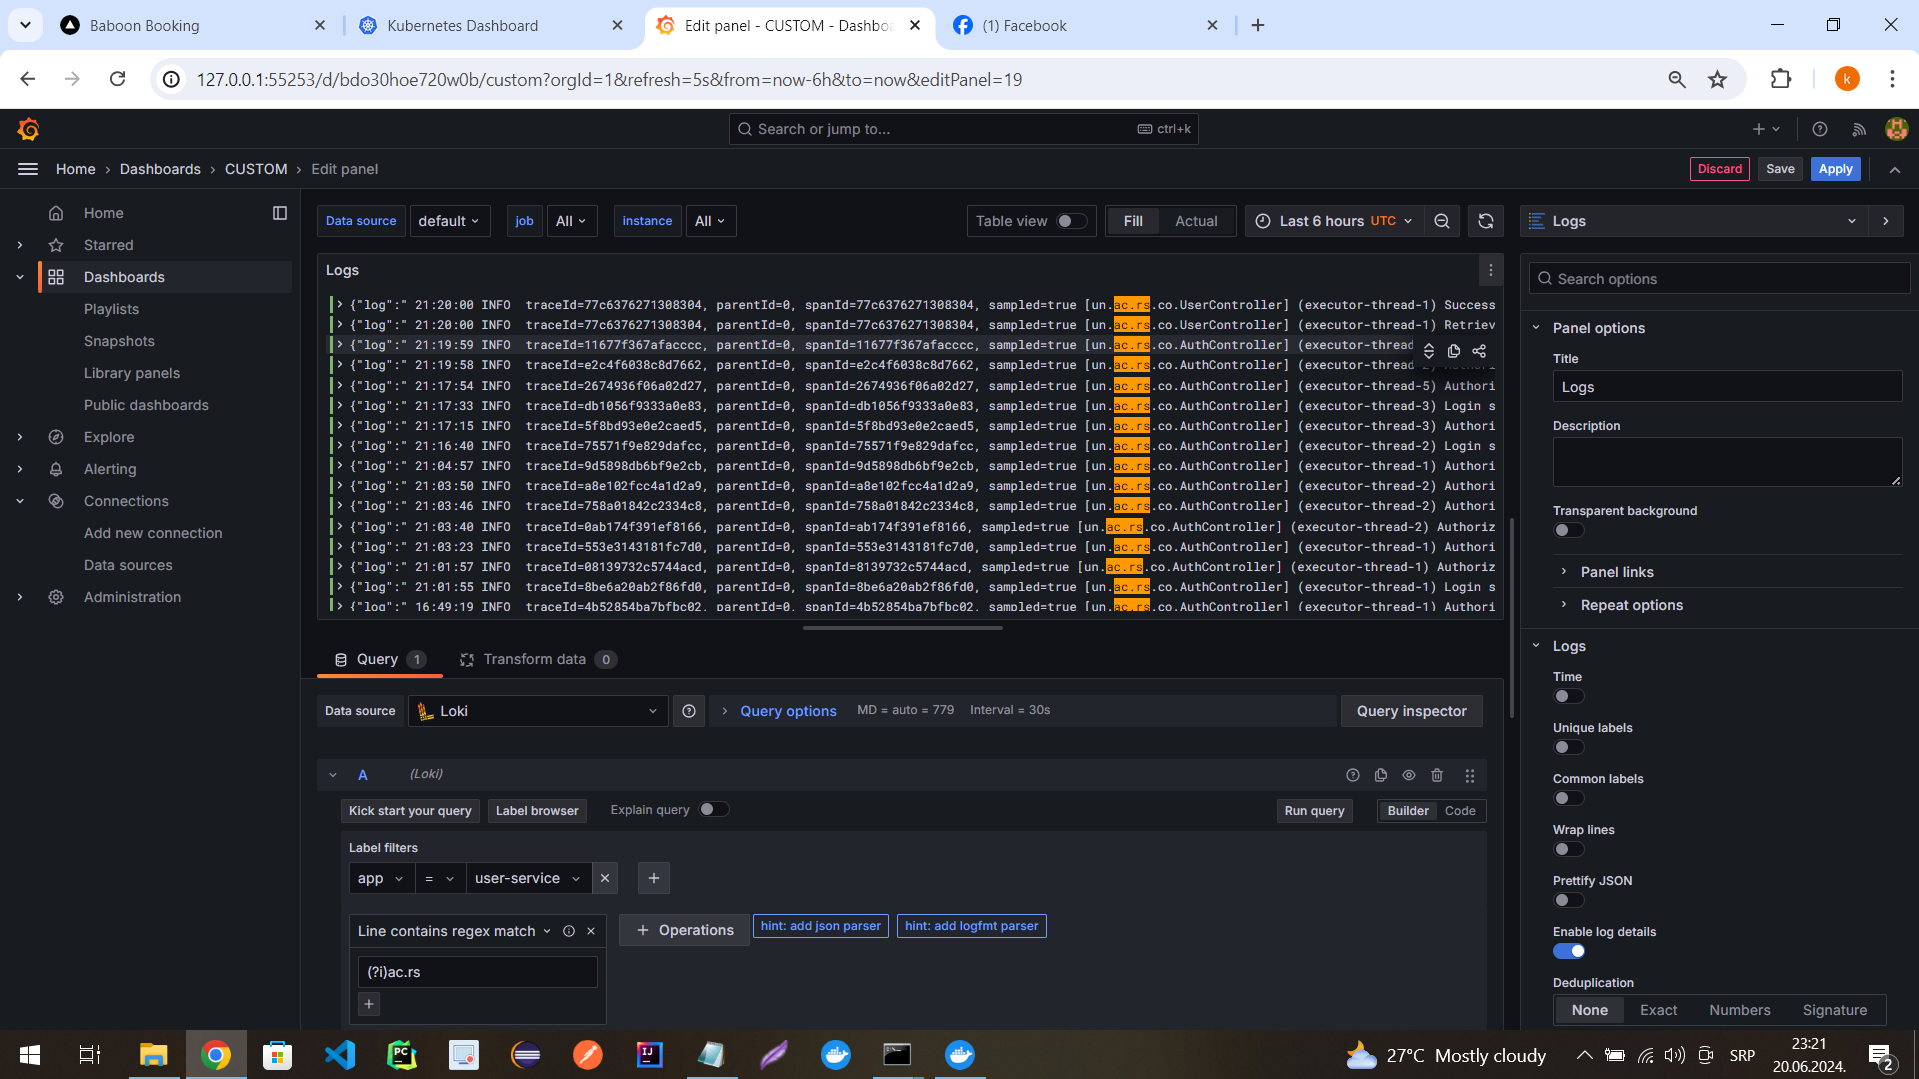 Baboon Booking
Kubernetes Dashboard
Edit panel - CUSTOM - Dashboa
(1) Facebook
127.0.0.1:55253/d/bdo30hoe720w0b/custom?orgId=1&refresh=5s&from=now-6h&to=now&editPanel=19
k
Search or jump to...
ctrl+k
Home › Dashboards › CUSTOM › Edit panel
Discard
Save
Apply
Home
Starred
Dashboards
Playlists
Snapshots
Library panels
Public dashboards
Explore
Alerting
Connections
Add new connection
Data sources
Administration
Data source default
job All
instance All
Table view
Fill Actual
Last 6 hours UTC
Logs
{"log":" 21:20:00 INFO traceId=77c6376271308304, parentId=0, spanId=77c6376271308304, sampled=true [un.ac.rs.co.UserController] (executor-thread-1) Success
{"log":" 21:20:00 INFO traceId=77c6376271308304, parentId=0, spanId=77c6376271308304, sampled=true [un.ac.rs.co.UserController] (executor-thread-1) Retriev
{"log":" 21:19:59 INFO traceId=11677f367afacccc, parentId=0, spanId=11677f367afacccc, sampled=true [un.ac.rs.co.AuthController] (executor-thread
{"log":" 21:19:58 INFO traceId=e2c4f6038c8d7662, parentId=0, spanId=e2c4f6038c8d7662, sampled=true [un.ac.rs.co.AuthController] (executor-thread-2)
{"log":" 21:17:54 INFO traceId=2674936f06a02d27, parentId=0, spanId=2674936f06a02d27, sampled=true [un.ac.rs.co.AuthController] (executor-thread-5) Authori
{"log":" 21:17:33 INFO traceId=db1056f9333a0e83, parentId=0, spanId=db1056f9333a0e83, sampled=true [un.ac.rs.co.AuthController] (executor-thread-3) Login s
{"log":" 21:17:15 INFO traceId=5f8bd93e0e2caed5, parentId=0, spanId=5f8bd93e0e2caed5, sampled=true [un.ac.rs.co.AuthController] (executor-thread-3) Authori
{"log":" 21:16:40 INFO traceId=75571f9e829dafcc, parentId=0, spanId=75571f9e829dafcc, sampled=true [un.ac.rs.co.AuthController] (executor-thread-2) Login s
{"log":" 21:04:57 INFO traceId=9d5898db6bf9e2cb, parentId=0, spanId=9d5898db6bf9e2cb, sampled=true [un.ac.rs.co.AuthController] (executor-thread-1) Authori
{"log":" 21:03:50 INFO traceId=a8e102fcc4a1d2a9, parentId=0, spanId=a8e102fcc4a1d2a9, sampled=true [un.ac.rs.co.AuthController] (executor-thread-2) Authori
{"log":" 21:03:46 INFO traceId=758a01842c2334c8, parentId=0, spanId=758a01842c2334c8, sampled=true [un.ac.rs.co.AuthController] (executor-thread-2) Authori
{"log":" 21:03:40 INFO traceId=0ab174f391ef8166, parentId=0, spanId=ab174f391ef8166, sampled=true [un.ac.rs.co.AuthController] (executor-thread-2) Authoriz
{"log":" 21:03:23 INFO traceId=553e3143181fc7d0, parentId=0, spanId=553e3143181fc7d0, sampled=true [un.ac.rs.co.AuthController] (executor-thread-1) Authori
{"log":" 21:01:57 INFO traceId=08139732c5744acd, parentId=0, spanId=8139732c5744acd, sampled=true [un.ac.rs.co.AuthController] (executor-thread-1) Authoriz
{"log":" 21:01:55 INFO traceId=8be6a20ab2f86fd0, parentId=0, spanId=8be6a20ab2f86fd0, sampled=true [un.ac.rs.co.AuthController] (executor-thread-1) Login s
{"log":" 16:49:19 INFO traceId=4b52854ba7bfbc02, parentId=0, spanId=4b52854ba7bfbc02, sampled=true [un.ac.rs.co.AuthController] (executor-thread-1) Authori
Query 1
Transform data 0
Data source Loki
Query options MD = auto = 779 Interval = 30s
Query inspector
A (Loki)
Kick start your query
Label browser
Explain query
Run query
Builder Code
Label filters
app = user-service
Line contains regex match
Operations
hint: add json parser
hint: add logfmt parser
(?i)ac.rs
Logs
Search options
Panel options
Title
Logs
Description
Transparent background
Panel links
Repeat options
Logs
Time
Unique labels
Common labels
Wrap lines
Prettify JSON
Enable log details
Deduplication
None Exact Numbers Signature
PC
IJ
27°C Mostly cloudy
SRP
23:21
20.06.2024.
2